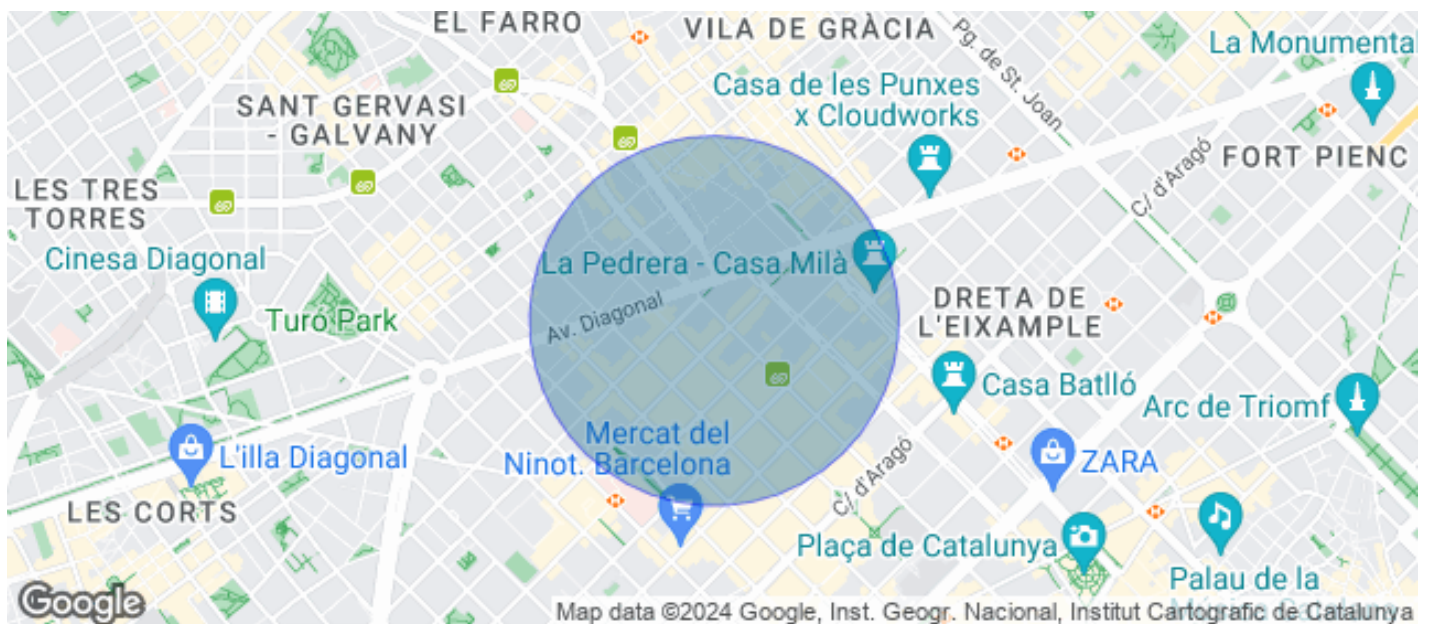 EL FARRO
VILA DE GRÀCIA
Pg. de St. Joan
La Monumental
Casa de les Punxes
x Cloudworks
SANT GERVASI
- GALVANY
C/ d'Aragó
FORT PIENC
LES TRES
TORRES
Cinesa Diagonal
La Pedrera - Casa Milà
Turó Park
Av. Diagonal
DRETA DE
L'EIXAMPLE
Casa Batlló
Arc de Triomf
Mercat del
Ninot. Barcelona
L'illa Diagonal
C/ d'Aragó
ZARA
LES CORTS
Plaça de Catalunya
Palau de la
Google
Map data ©2024 Google, Inst. Geogr. Nacional, Institut Cartografic de Catalunya